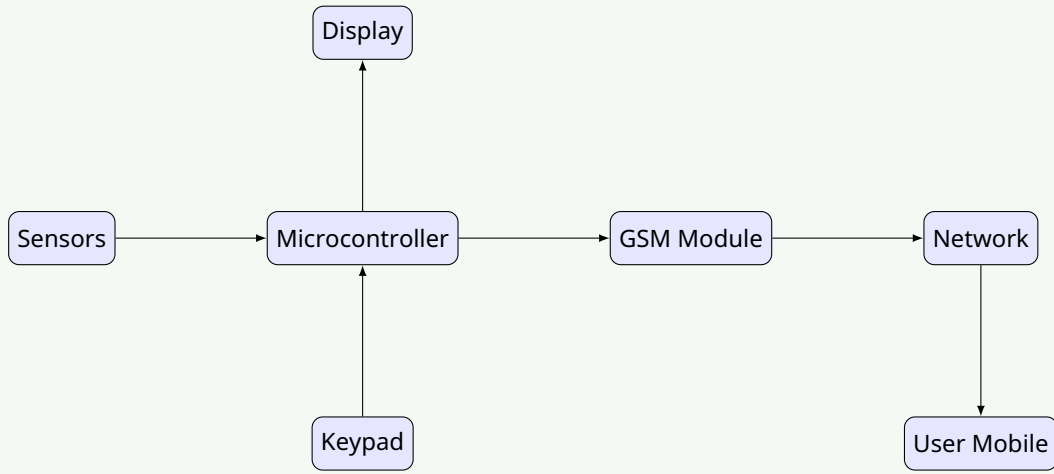 Display
Sensors
Microcontroller
GSM Module
Network
Keypad
User Mobile